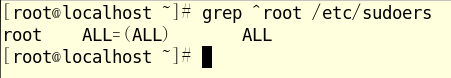 [root@localhost ~]# grep ^root /etc/sudoers
root    ALL=(ALL)       ALL
[root@localhost ~]#